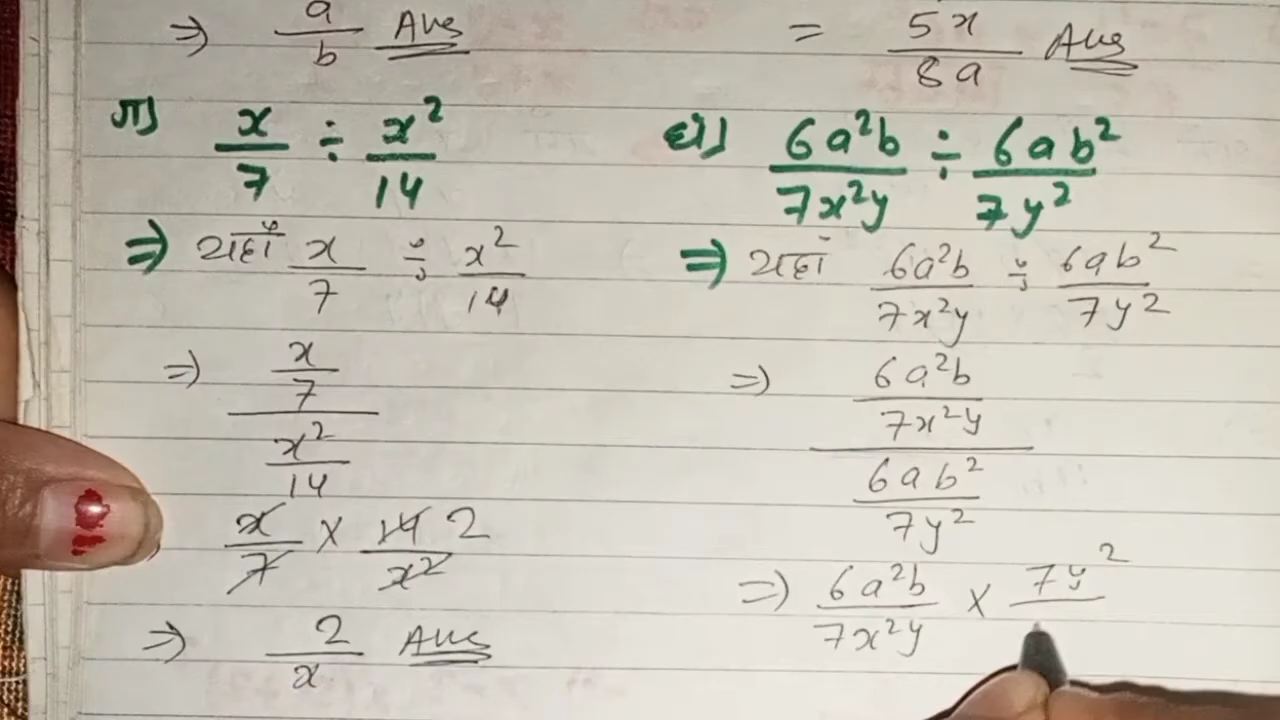 ⇒ a/b Ans
= 5x/8a Ans
ग) x/7 ÷ x²/14
⇒ यहाँ x/7 ÷ x²/14
⇒ (x/7)/(x²/14)
x/7 × 14/x² 2
⇒ 2/x Ans
घ) 6a²b/7x²y ÷ 6ab²/7y²
⇒ यहां 6a²b/7x²y ÷ 6ab²/7y²
⇒ (6a²b/7x²y)/(6ab²/7y²)
⇒ 6a²b/7x²y × 7y²/